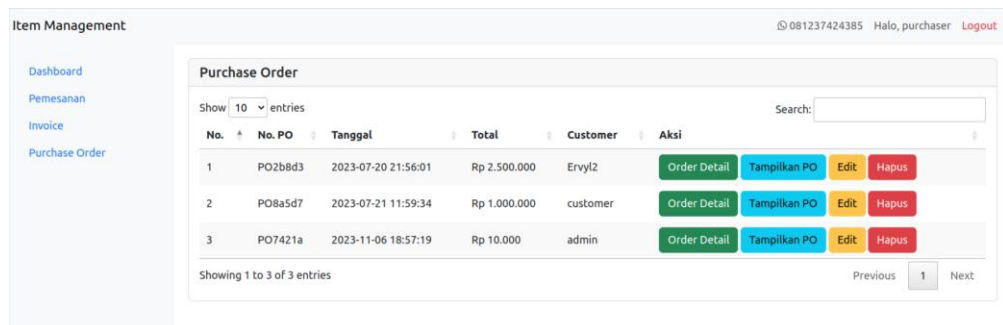 Item Management 081237424385 Halo, purchaser Logout
Dashboard
Pemesanan
Invoice
Purchase Order
Purchase Order
Show 10 entries Search:
No. No. PO Tanggal Total Customer Aksi
1 PO2b8d3 2023-07-20 21:56:01 Rp 2.500.000 Ervyl2 Order Detail Tampilkan PO Edit Hapus
2 PO8a5d7 2023-07-21 11:59:34 Rp 1.000.000 customer Order Detail Tampilkan PO Edit Hapus
3 PO7421a 2023-11-06 18:57:19 Rp 10.000 admin Order Detail Tampilkan PO Edit Hapus
Showing 1 to 3 of 3 entries Previous 1 Next